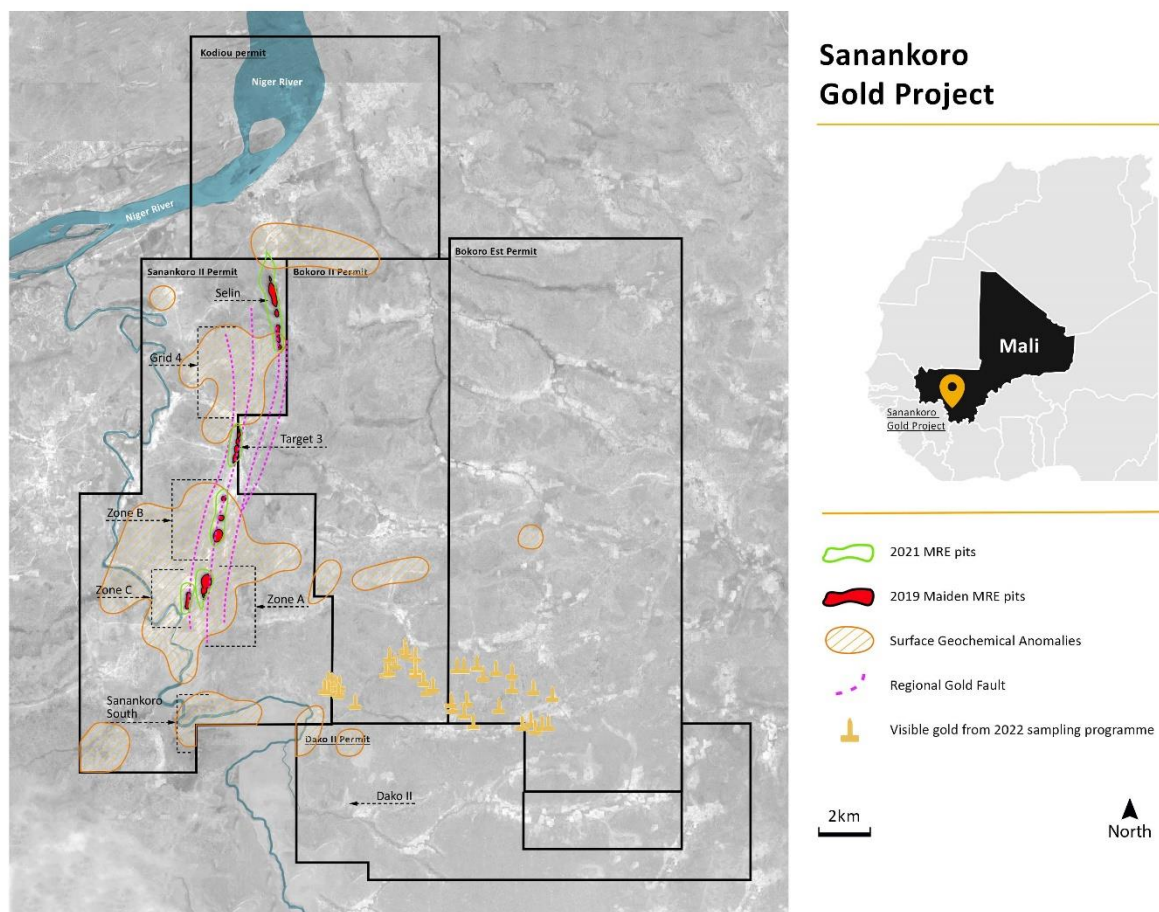 Kodiou permit
Niger River
Niger River
Bokoro Est Permit
Sanankoro II Permit
Bokoro II Permit
Selin
Grid 4
Target 3
Zone B
Zone C
Zone A
Sanankoro
South
Dako II Permit
Dako II
Sanankoro
Gold Project
Mali
Sanankoro
Gold Project
2021 MRE pits
2019 Maiden MRE pits
Surface Geochemical Anomalies
Regional Gold Fault
Visible gold from 2022 sampling programme
2km
North